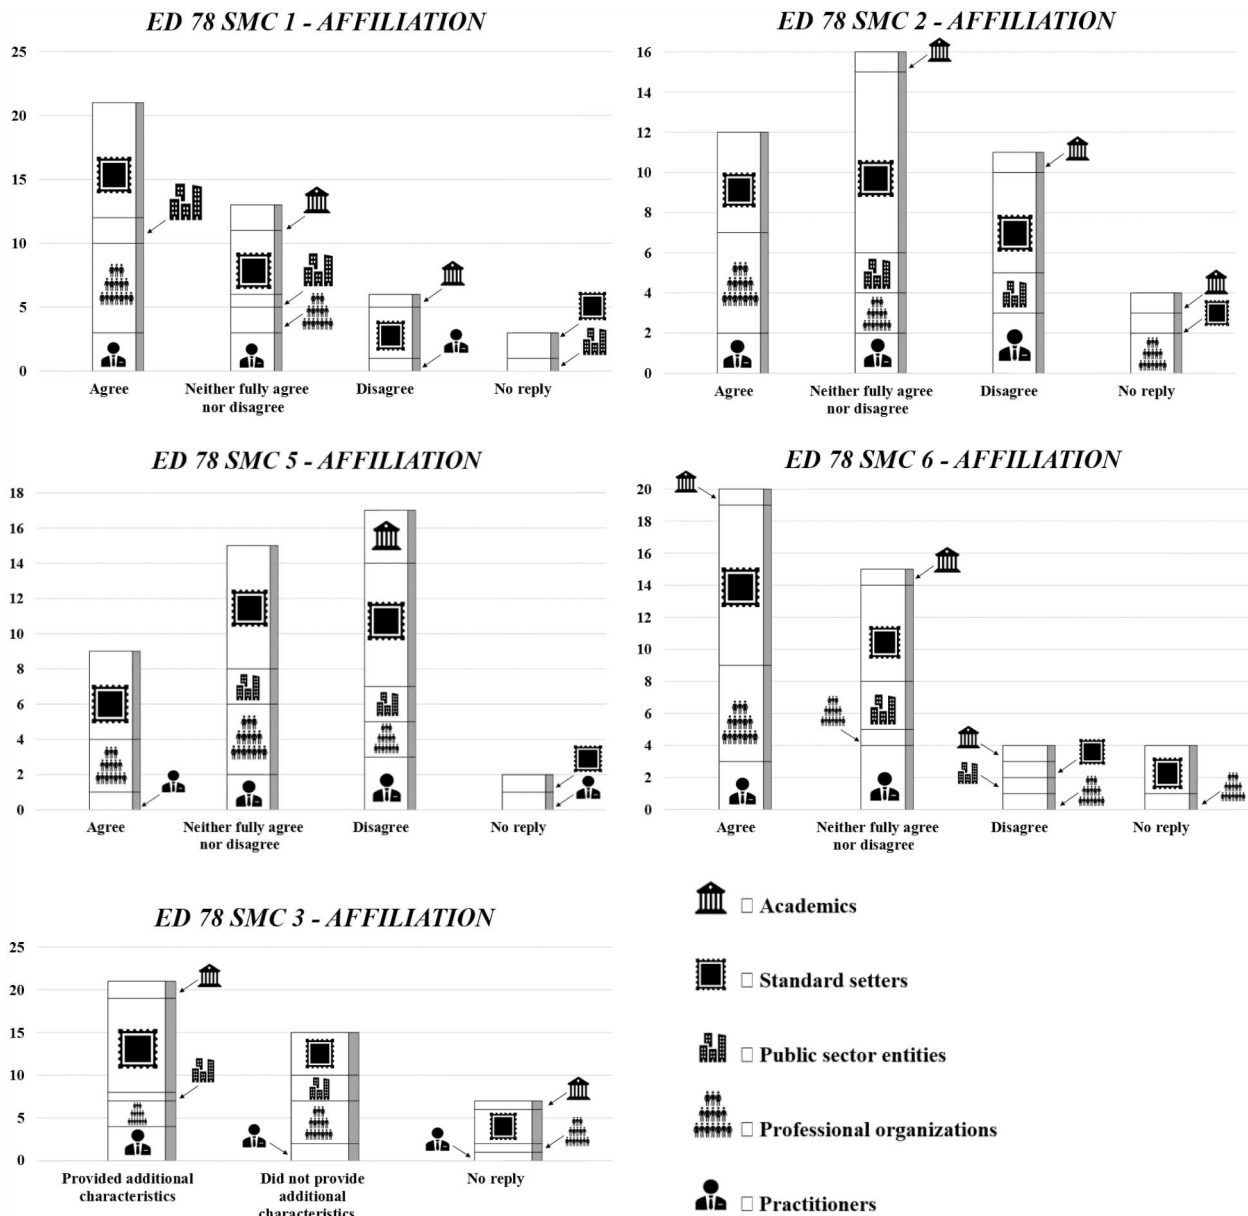 ED 78 SMC 1 - AFFILIATION
25
20
15
10
5
0
Agree
Neither fully agree
nor disagree
Disagree
No reply
ED 78 SMC 2 - AFFILIATION
16
14
12
10
8
6
4
2
0
Agree
Neither fully agree
nor disagree
Disagree
No reply
ED 78 SMC 5 - AFFILIATION
18
16
14
12
10
8
6
4
2
0
Agree
Neither fully agree
nor disagree
Disagree
No reply
ED 78 SMC 6 - AFFILIATION
20
18
16
14
12
10
8
6
4
2
0
Agree
Neither fully agree
nor disagree
Disagree
No reply
ED 78 SMC 3 - AFFILIATION
25
20
15
10
5
0
Provided additional
characteristics
Did not provide
additional
characteristics
No reply
Academics
Standard setters
Public sector entities
Professional organizations
Practitioners